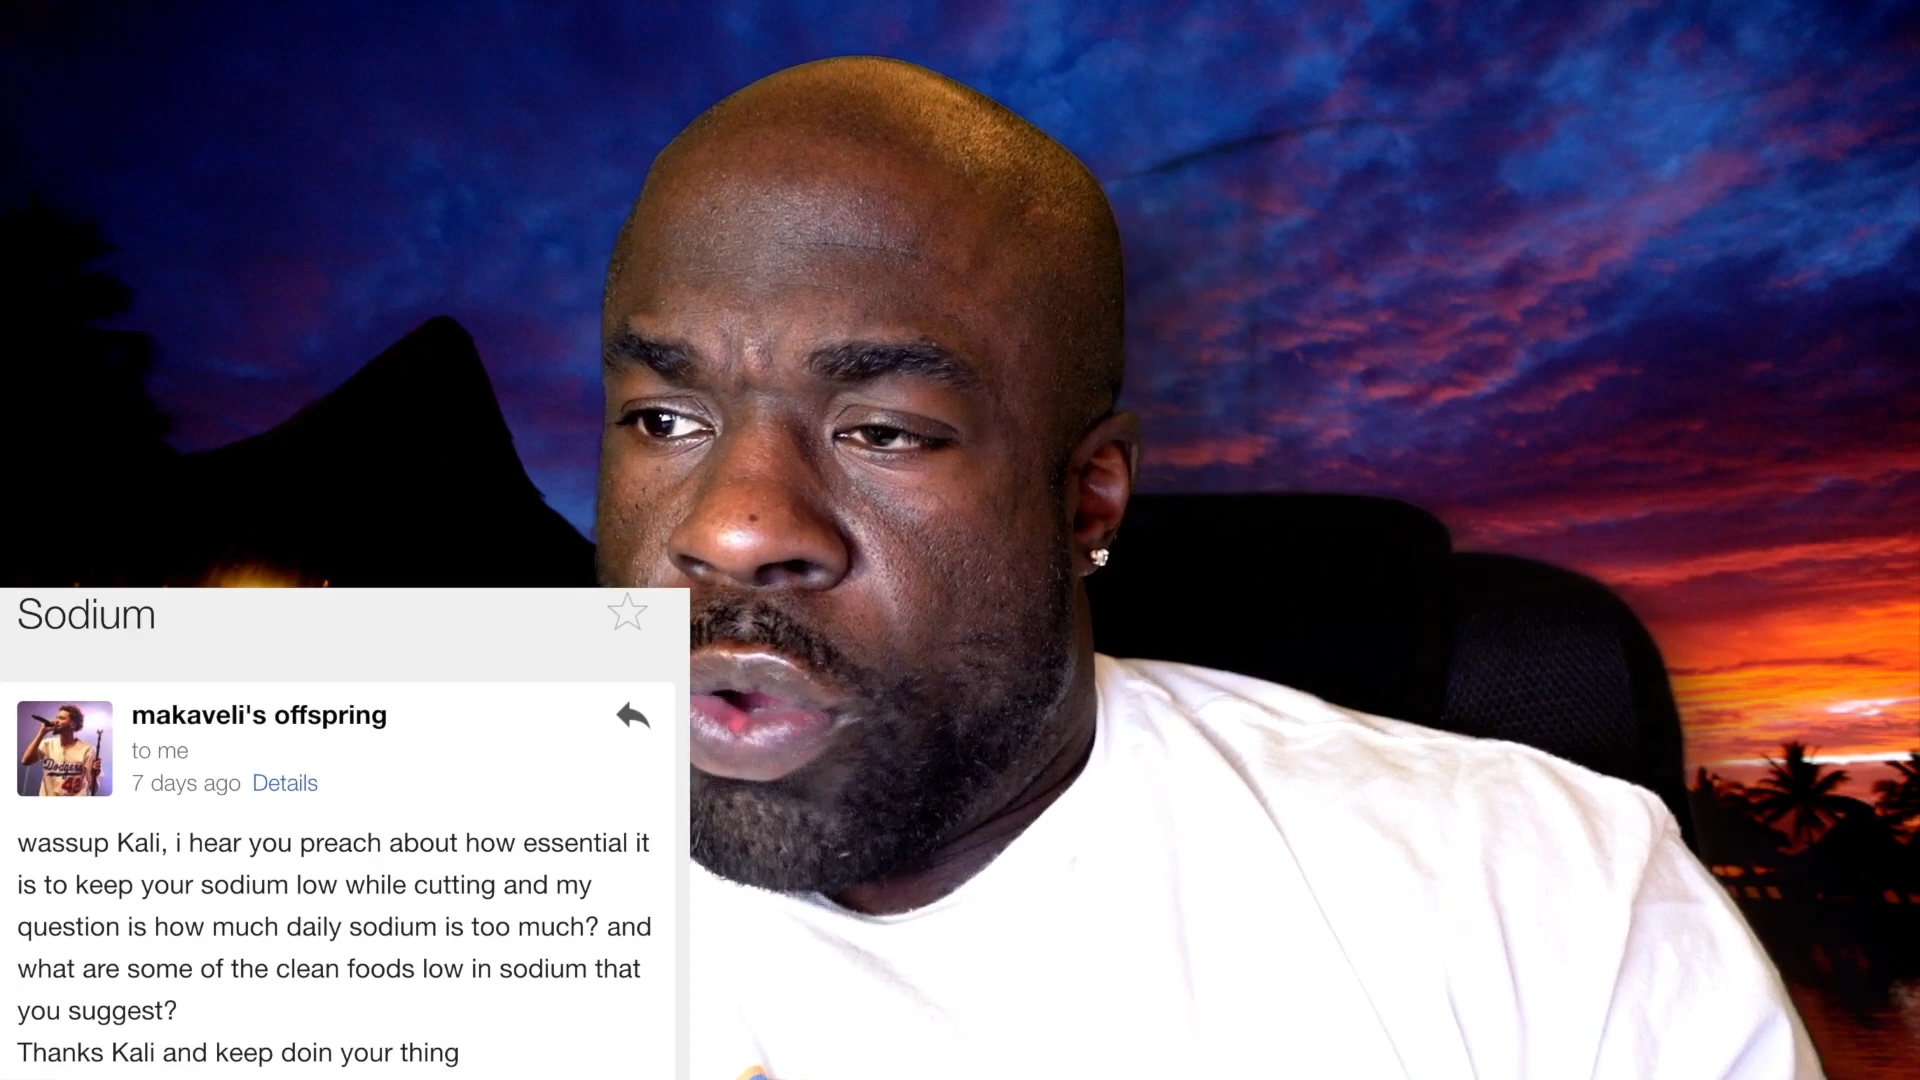 Sodium
makaveli's offspring
to me
7 days ago Details
Dodgers
42
wassup Kali, i hear you preach about how essential it
is to keep your sodium low while cutting and my
question is how much daily sodium is too much? and
what are some of the clean foods low in sodium that
you suggest?
Thanks Kali and keep doin your thing